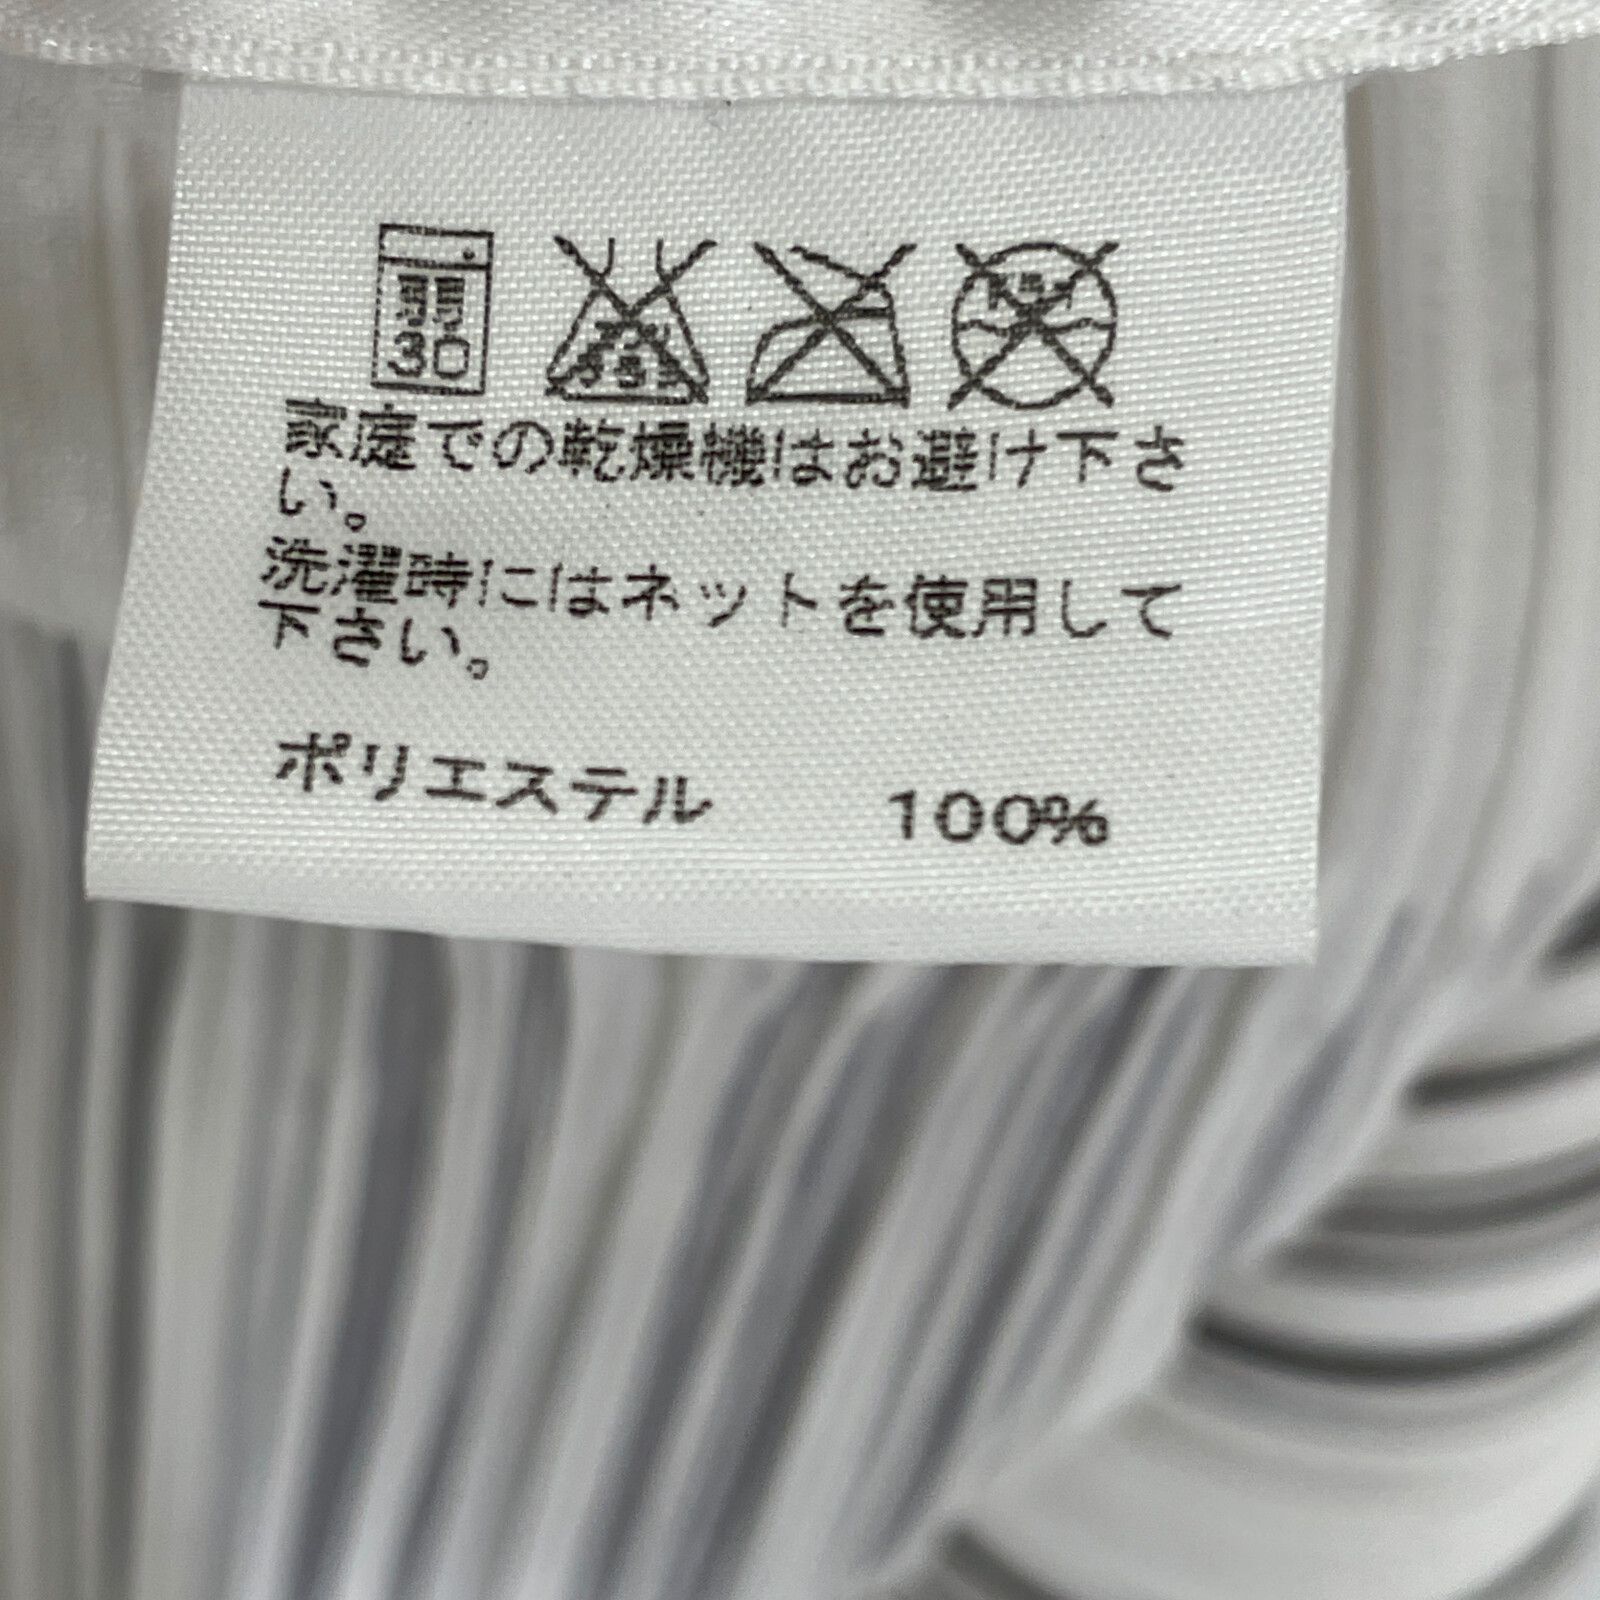 30
家庭での乾燥機はお避け下さ
い。
洗濯時にはネットを使用して
下さい。
ポリエステル 100%